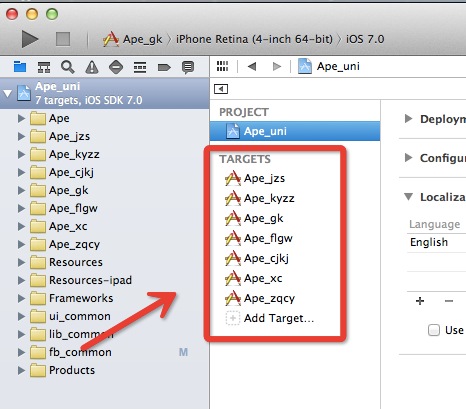 Ape_gk › iPhone Retina (4-inch 64-bit) › iOS 7.0
Ape_uni
7 targets, iOS SDK 7.0
Ape
Ape_jzs
Ape_kyzz
Ape_cjkj
Ape_gk
Ape_flgw
Ape_xc
Ape_zqcy
Resources
Resources-ipad
Frameworks
ui_common
lib_common
fb_common M
Products
Ape_uni
PROJECT
Ape_uni
TARGETS
Ape_jzs
Ape_kyzz
Ape_gk
Ape_flgw
Ape_cjkj
Ape_xc
Ape_zqcy
Add Target...
Deploym
Configur
Localiza
Language
English
+ −
Use